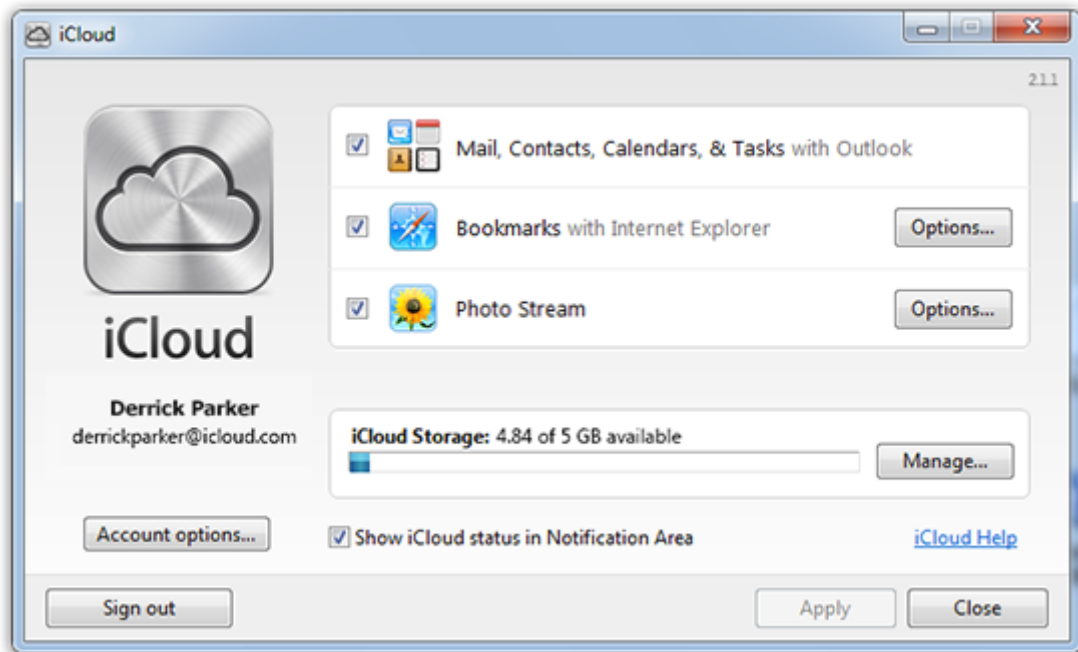 iCloud
2.1.1
Mail, Contacts, Calendars, & Tasks with Outlook
Bookmarks with Internet Explorer
Options...
Photo Stream
Options...
iCloud
Derrick Parker
derrickparker@icloud.com
iCloud Storage: 4.84 of 5 GB available
Manage...
Account options...
Show iCloud status in Notification Area
iCloud Help
Sign out
Apply
Close